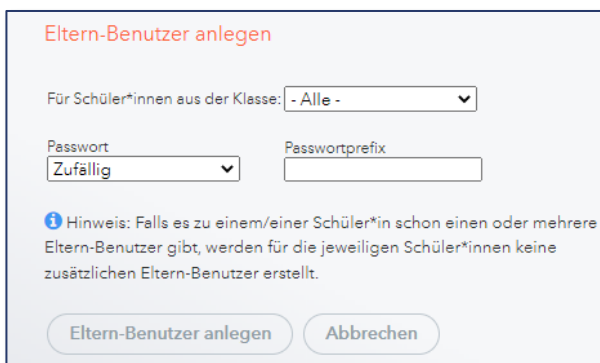 Eltern-Benutzer anlegen
Für Schüler*innen aus der Klasse: - Alle -
Passwort Passwortprefix
Zufällig
Hinweis: Falls es zu einem/einer Schüler*in schon einen oder mehrere
Eltern-Benutzer gibt, werden für die jeweiligen Schüler*innen keine
zusätzlichen Eltern-Benutzer erstellt.
Eltern-Benutzer anlegen Abbrechen